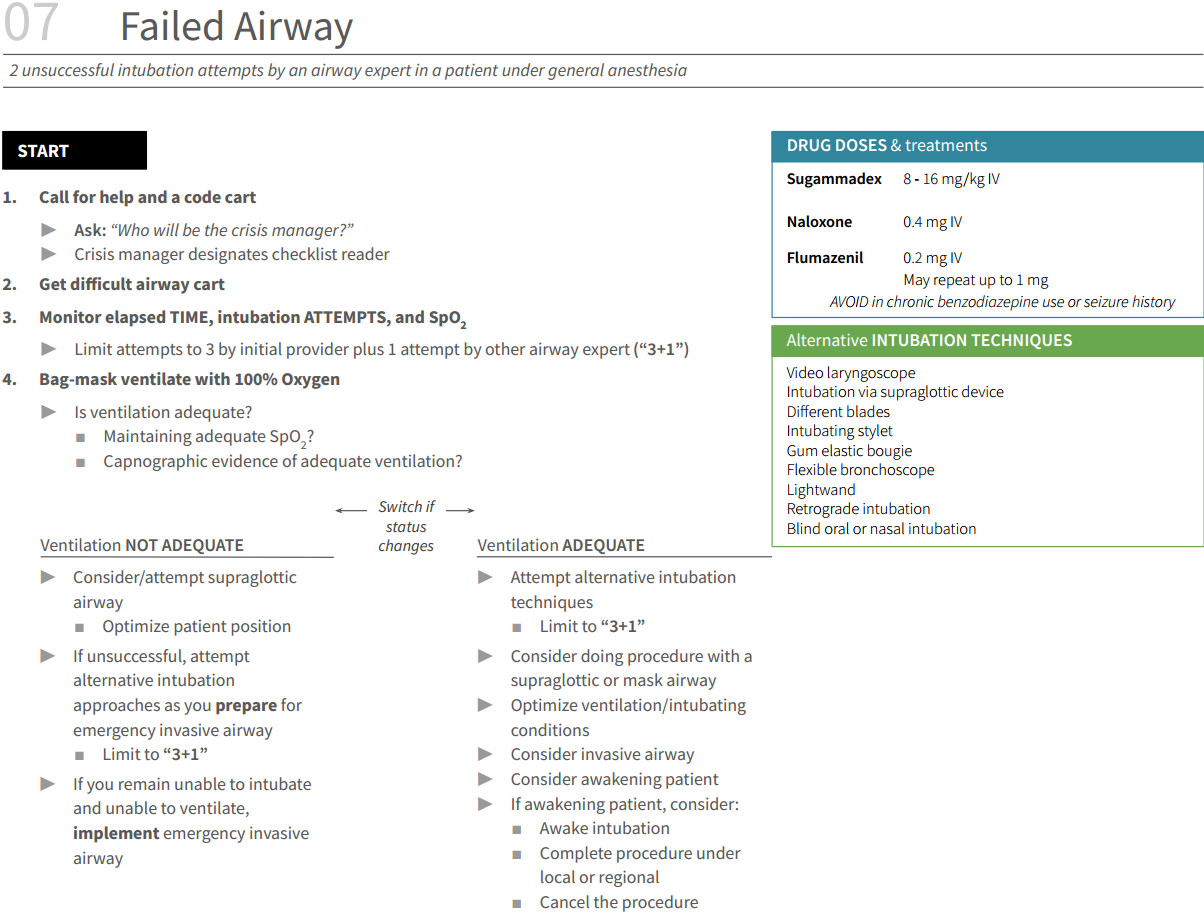 07 Failed Airway
2 unsuccessful intubation attempts by an airway expert in a patient under general anesthesia
START
1. Call for help and a code cart
▶ Ask: “Who will be the crisis manager?”
▶ Crisis manager designates checklist reader
2. Get difficult airway cart
3. Monitor elapsed TIME, intubation ATTEMPTS, and SpO2
▶ Limit attempts to 3 by initial provider plus 1 attempt by other airway expert (“3+1”)
4. Bag-mask ventilate with 100% Oxygen
▶ Is ventilation adequate?
■ Maintaining adequate SpO2?
■ Capnographic evidence of adequate ventilation?
Switch if
status
changes
Ventilation NOT ADEQUATE
▶ Consider/attempt supraglottic
airway
■ Optimize patient position
▶ If unsuccessful, attempt
alternative intubation
approaches as you prepare for
emergency invasive airway
■ Limit to “3+1”
▶ If you remain unable to intubate
and unable to ventilate,
implement emergency invasive
airway
Ventilation ADEQUATE
▶ Attempt alternative intubation
techniques
■ Limit to “3+1”
▶ Consider doing procedure with a
supraglottic or mask airway
▶ Optimize ventilation/intubating
conditions
▶ Consider invasive airway
▶ Consider awakening patient
▶ If awakening patient, consider:
■ Awake intubation
■ Complete procedure under
local or regional
■ Cancel the procedure
DRUG DOSES & treatments
Sugammadex 8 - 16 mg/kg IV
Naloxone 0.4 mg IV
Flumazenil 0.2 mg IV
May repeat up to 1 mg
AVOID in chronic benzodiazepine use or seizure history
Alternative INTUBATION TECHNIQUES
Video laryngoscope
Intubation via supraglottic device
Different blades
Intubating stylet
Gum elastic bougie
Flexible bronchoscope
Lightwand
Retrograde intubation
Blind oral or nasal intubation